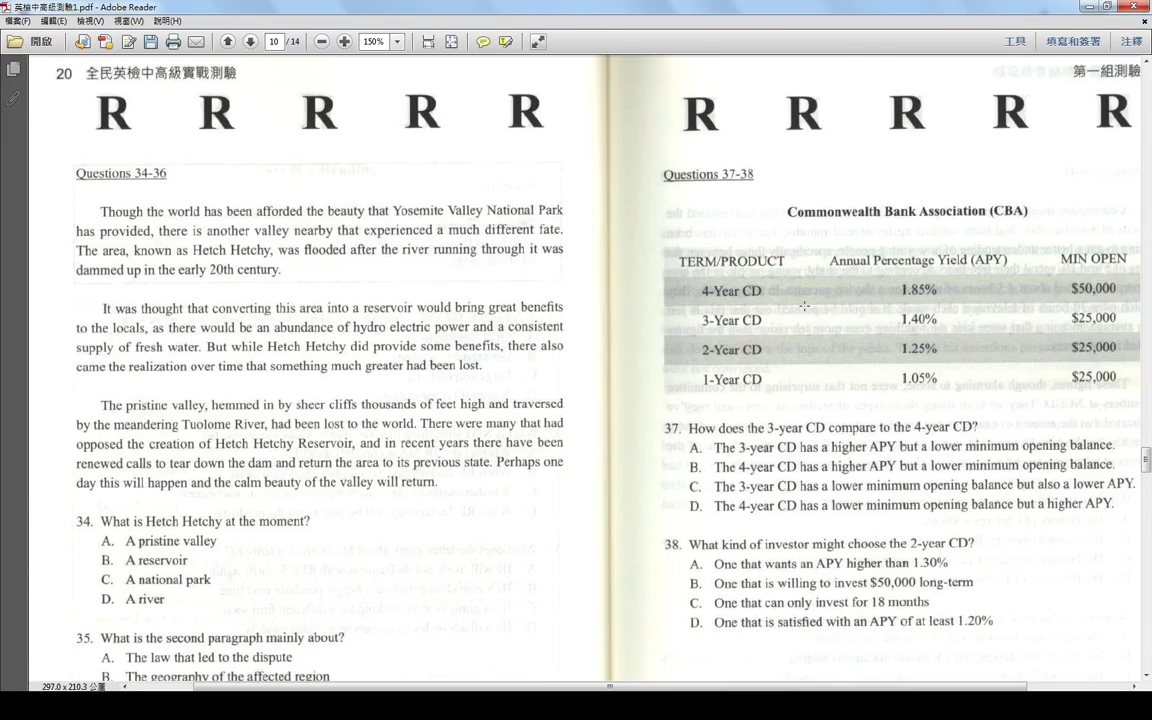 英檢中高級測驗1.pdf - Adobe Reader
檔案(F) 編輯(E) 檢視(V) 視窗(W) 說明(H)
開啟 10 / 14 150% 工具 填寫和簽署 注釋
20 全民英檢中高級實戰測驗
R R R R R
Questions 34-36
Though the world has been afforded the beauty that Yosemite Valley National Park
has provided, there is another valley nearby that experienced a much different fate.
The area, known as Hetch Hetchy, was flooded after the river running through it was
dammed up in the early 20th century.
It was thought that converting this area into a reservoir would bring great benefits
to the locals, as there would be an abundance of hydro electric power and a consistent
supply of fresh water. But while Hetch Hetchy did provide some benefits, there also
came the realization over time that something much greater had been lost.
The pristine valley, hemmed in by sheer cliffs thousands of feet high and traversed
by the meandering Tuolome River, had been lost to the world. There were many that had
opposed the creation of Hetch Hetchy Reservoir, and in recent years there have been
renewed calls to tear down the dam and return the area to its previous state. Perhaps one
day this will happen and the calm beauty of the valley will return.
34. What is Hetch Hetchy at the moment?
A. A pristine valley
B. A reservoir
C. A national park
D. A river
35. What is the second paragraph mainly about?
A. The law that led to the dispute
B. The geography of the affected region
第一組測驗
R R R R R
Questions 37-38
Commonwealth Bank Association (CBA)
TERM/PRODUCT Annual Percentage Yield (APY) MIN OPEN
4-Year CD 1.85% $50,000
3-Year CD 1.40% $25,000
2-Year CD 1.25% $25,000
1-Year CD 1.05% $25,000
37. How does the 3-year CD compare to the 4-year CD?
A. The 3-year CD has a higher APY but a lower minimum opening balance.
B. The 4-year CD has a higher APY but a lower minimum opening balance.
C. The 3-year CD has a lower minimum opening balance but also a lower APY.
D. The 4-year CD has a lower minimum opening balance but a higher APY.
38. What kind of investor might choose the 2-year CD?
A. One that wants an APY higher than 1.30%
B. One that is willing to invest $50,000 long-term
C. One that can only invest for 18 months
D. One that is satisfied with an APY of at least 1.20%
297.0 x 210.3 公釐